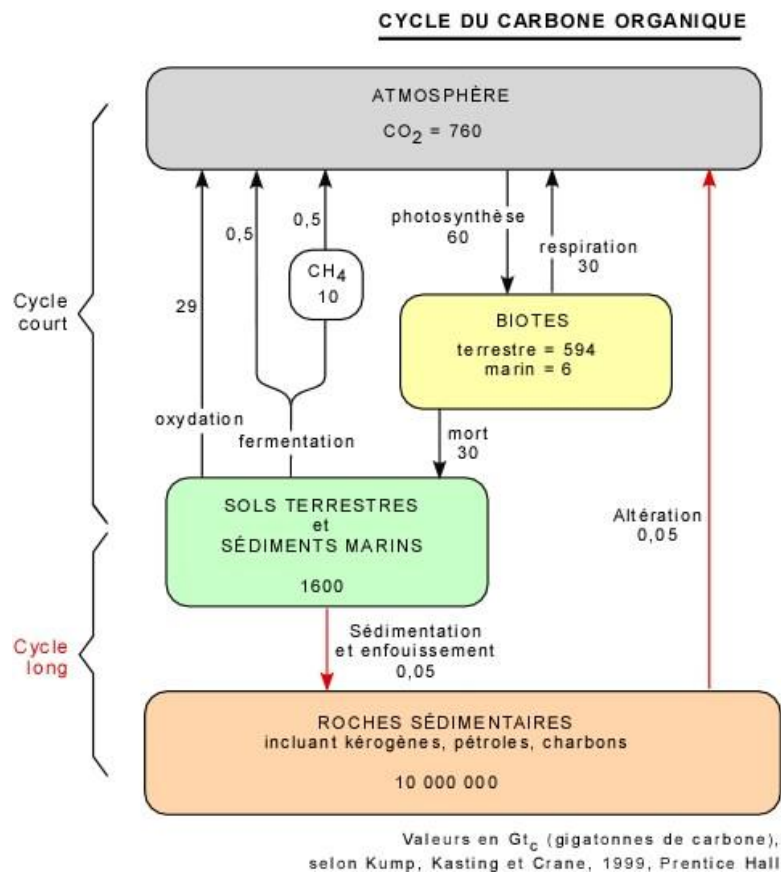 CYCLE DU CARBONE ORGANIQUE
ATMOSPHÈRE
CO₂ = 760
0,5
0,5
photosynthèse
60
respiration
30
CH₄
10
29
Cycle
court
BIOTES
terrestre = 594
marin = 6
oxydation
fermentation
mort
30
SOLS TERRESTRES
et
SÉDIMENTS MARINS
1600
Altération
0,05
Cycle
long
Sédimentation
et enfouissement
0,05
ROCHES SÉDIMENTAIRES
incluant kérogènes, pétroles, charbons
10 000 000
Valeurs en Gtc (gigatonnes de carbone),
selon Kump, Kasting et Crane, 1999, Prentice Hall